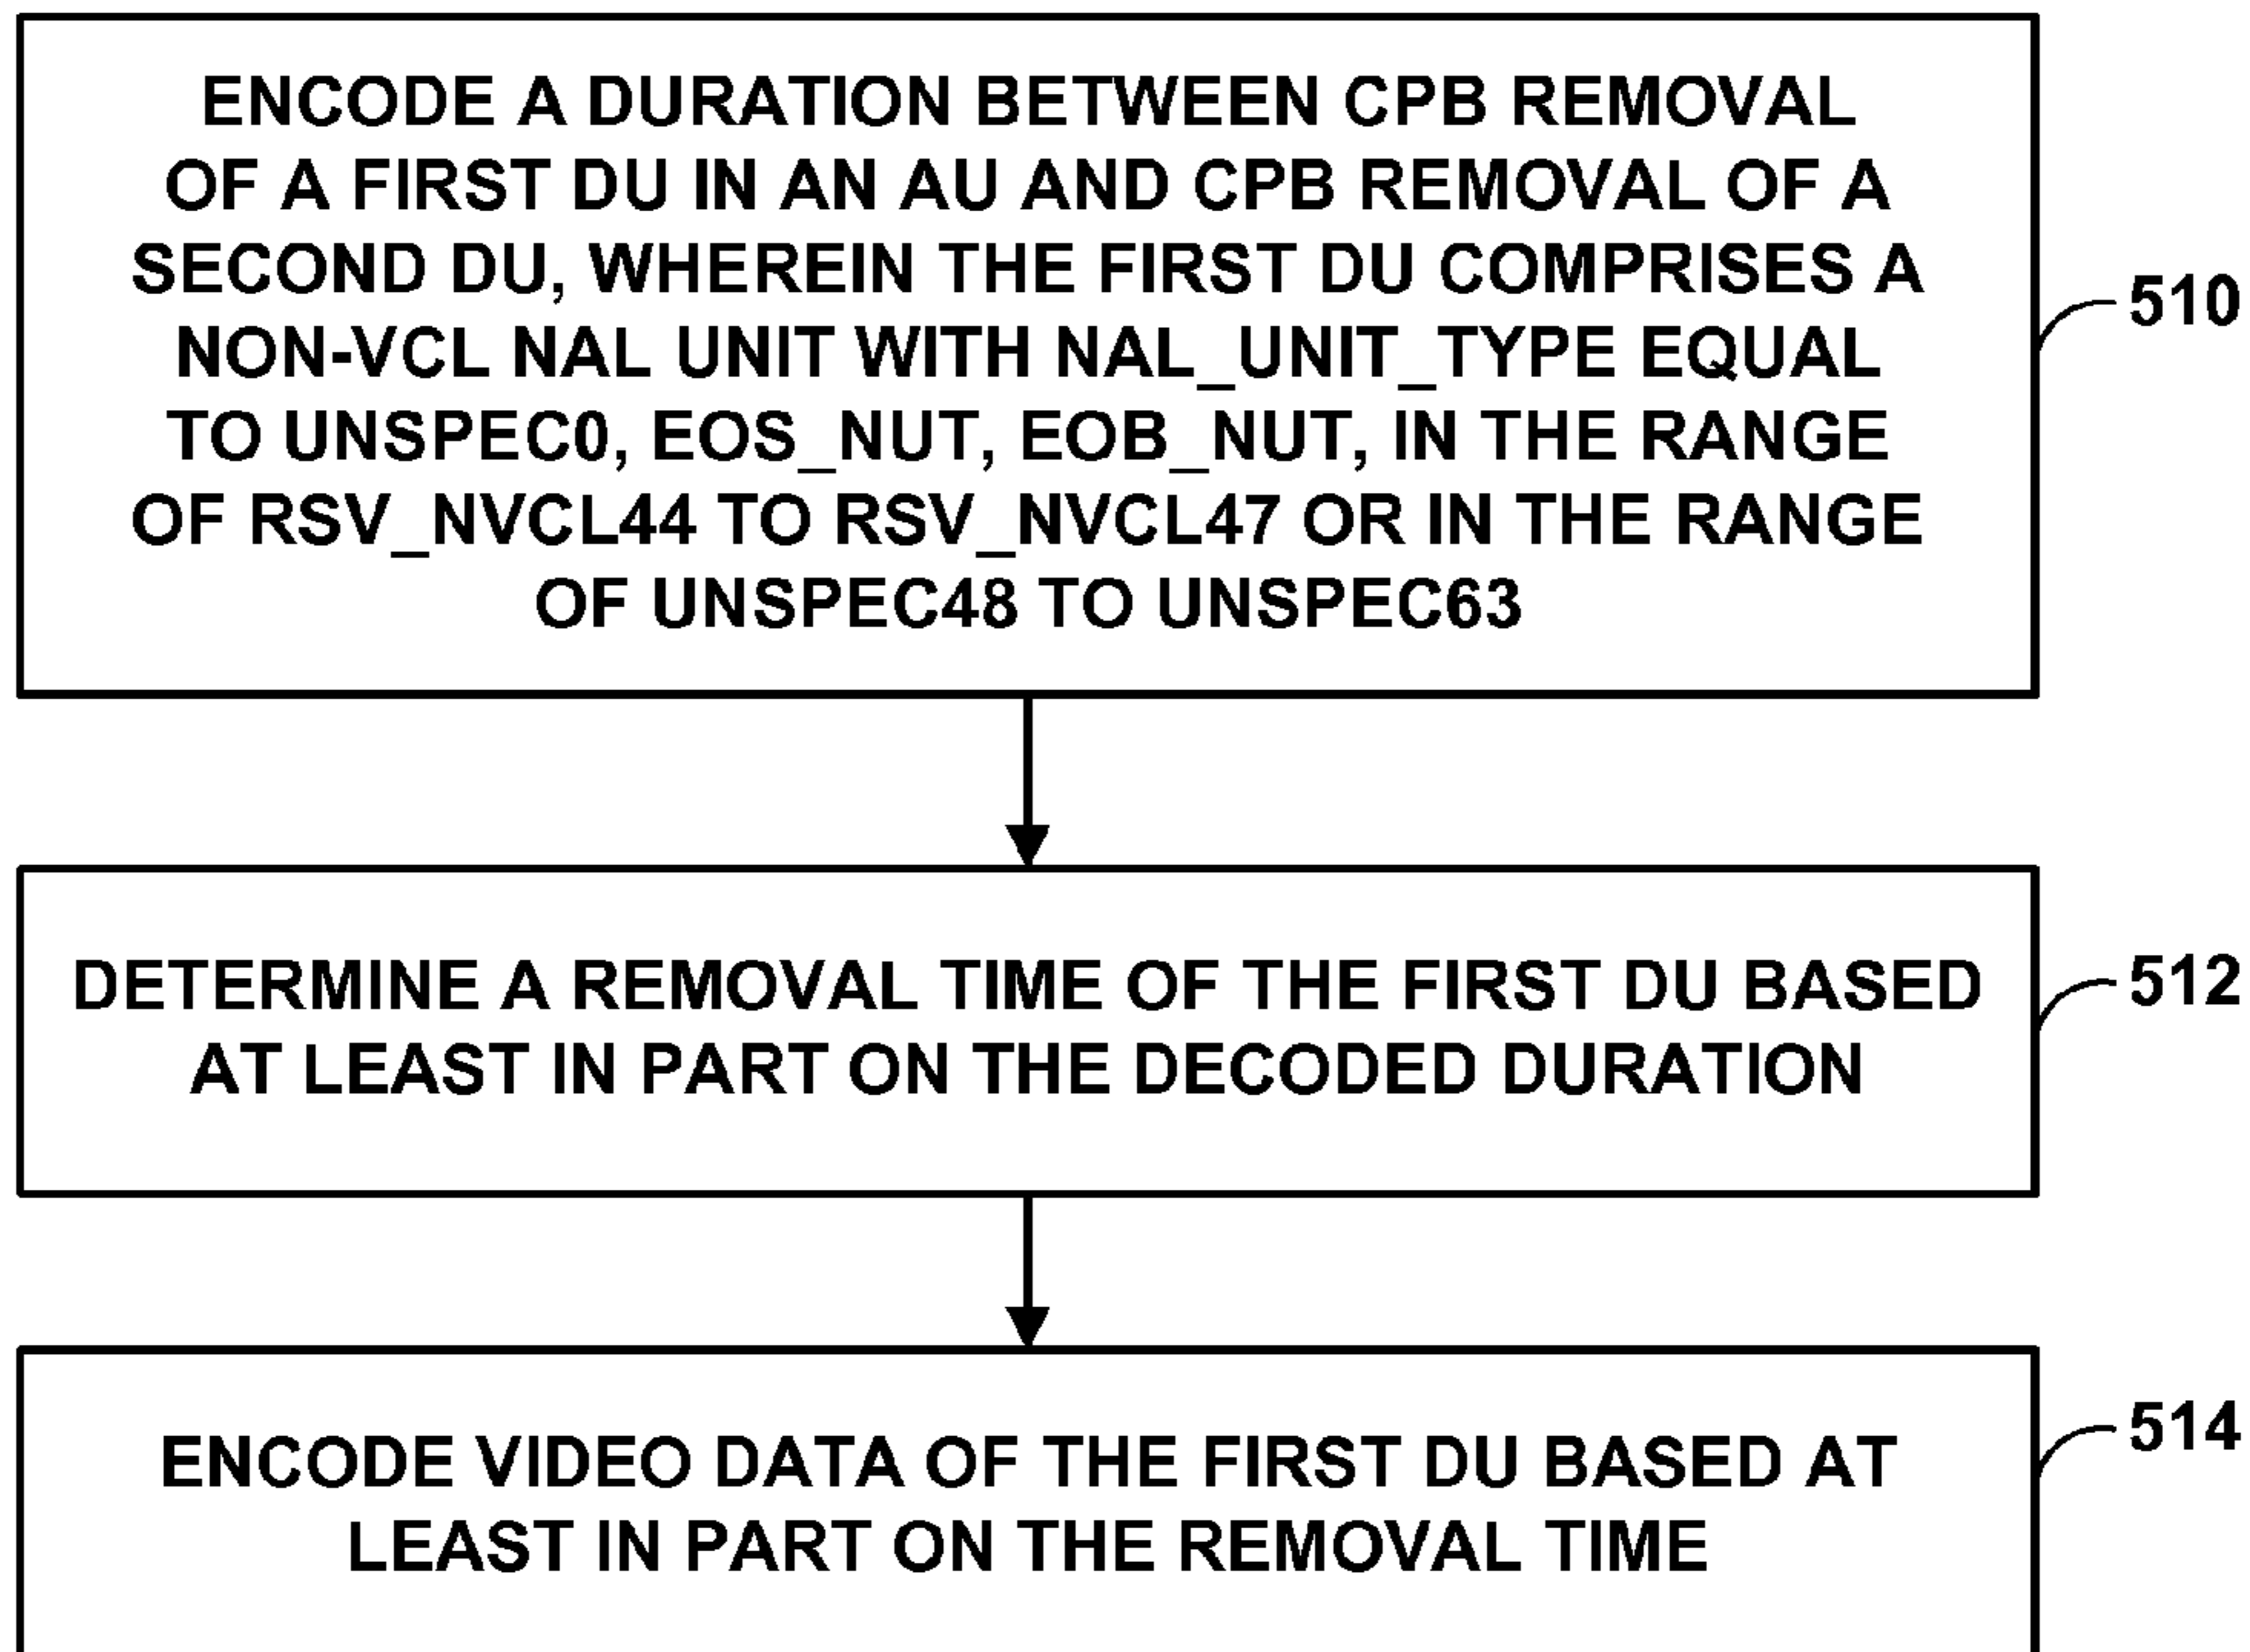 ENCODE A DURATION BETWEEN CPB REMOVAL
OF A FIRST DU IN AN AU AND CPB REMOVAL OF A
SECOND DU, WHEREIN THE FIRST DU COMPRISES A
NON-VCL NAL UNIT WITH NAL_UNIT_TYPE EQUAL
TO UNSPEC0, EOS_NUT, EOB_NUT, IN THE RANGE
OF RSV_NVCL44 TO RSV_NVCL47 OR IN THE RANGE
OF UNSPEC48 TO UNSPEC63
510
DETERMINE A REMOVAL TIME OF THE FIRST DU BASED
AT LEAST IN PART ON THE DECODED DURATION
512
ENCODE VIDEO DATA OF THE FIRST DU BASED AT
LEAST IN PART ON THE REMOVAL TIME
514